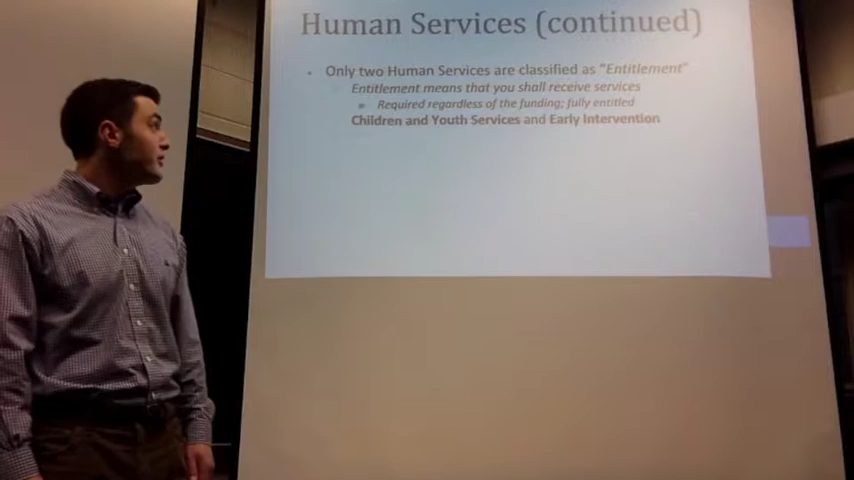 Human Services (continued)
• Only two Human Services are classified as "Entitlement"
Entitlement means that you shall receive services
Required regardless of the funding; fully entitled
Children and Youth Services and Early Intervention